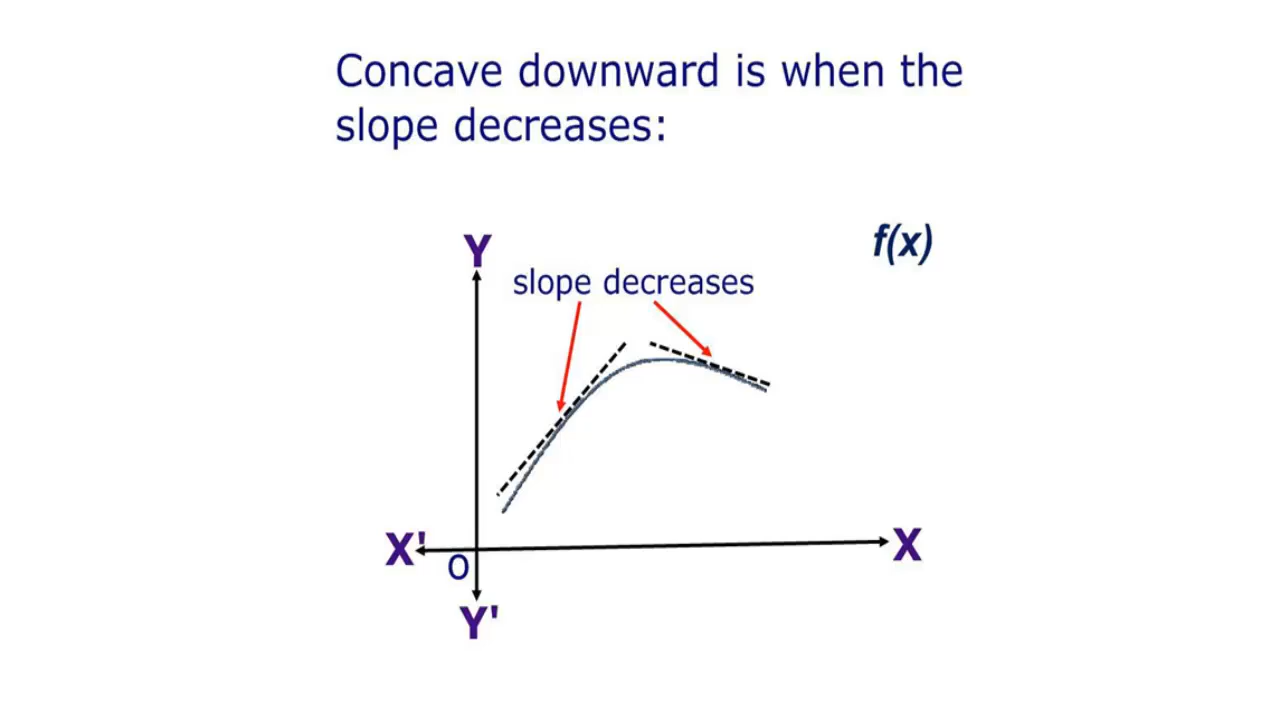 Concave downward is when the
slope decreases:
f(x)
Y
slope decreases
X'
O
X
Y'